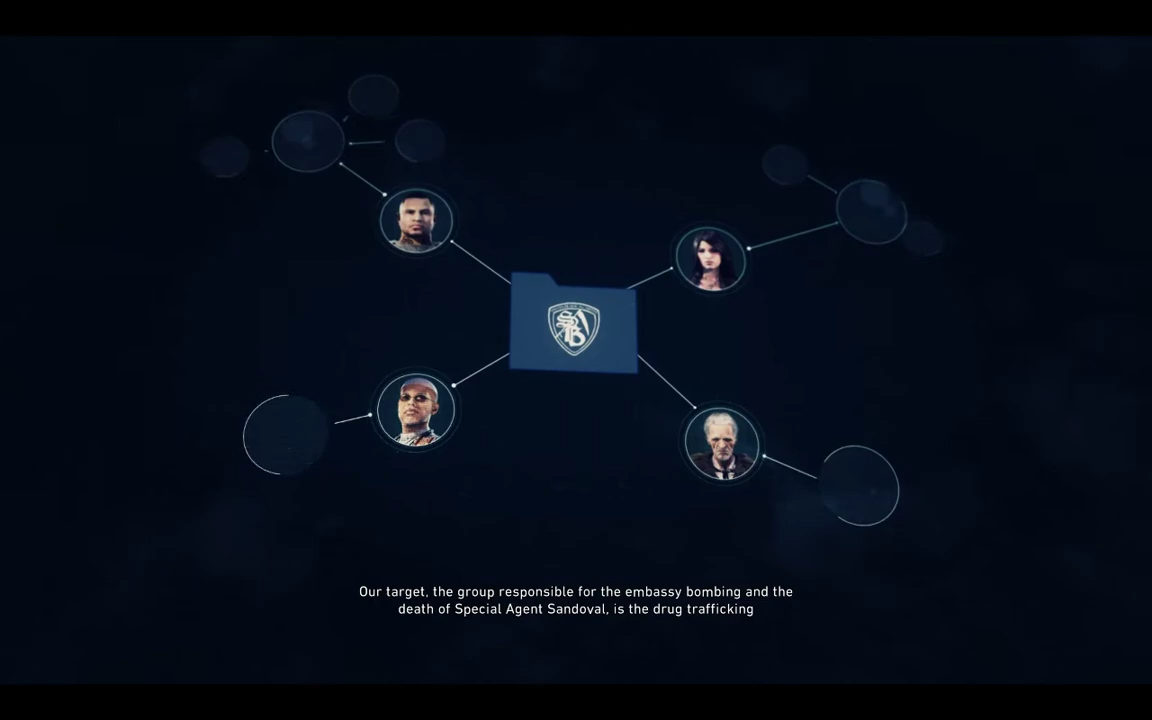 SB
Our target, the group responsible for the embassy bombing and the
death of Special Agent Sandoval, is the drug trafficking